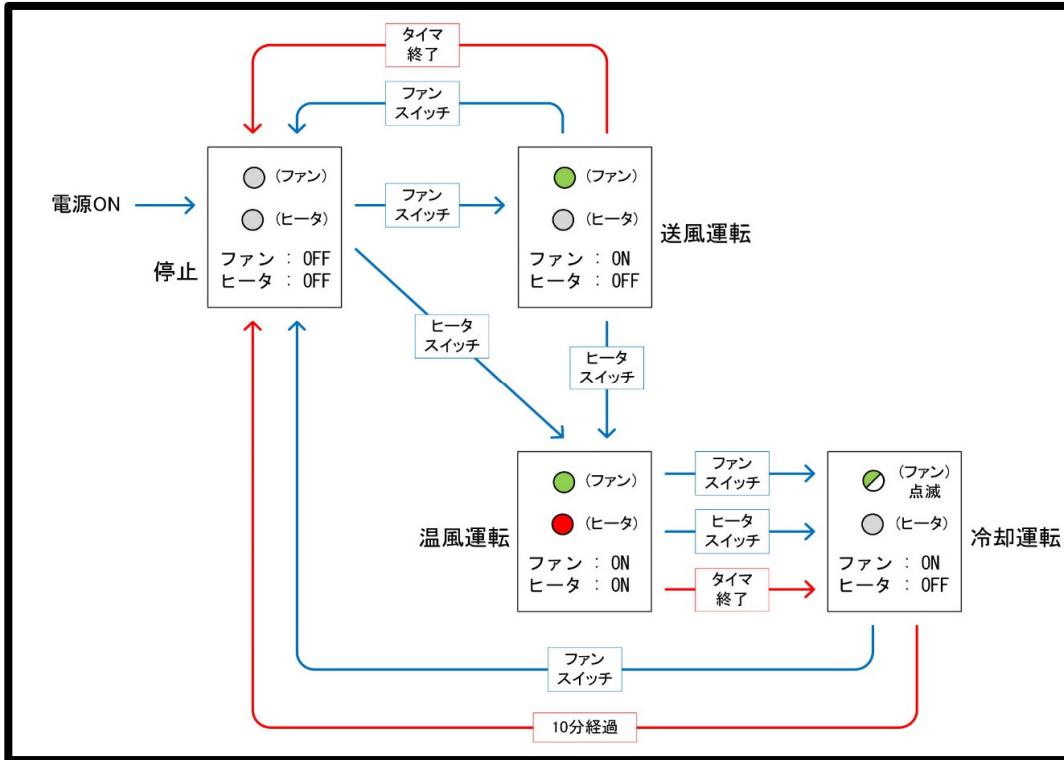 タイマ
終了
ファン
スイッチ
電源ON
(ファン)
(ヒータ)
ファン : OFF
ヒータ : OFF
停止
ファン
スイッチ
(ファン)
(ヒータ)
ファン : ON
ヒータ : OFF
送風運転
ヒータ
スイッチ
ヒータ
スイッチ
温風運転
(ファン)
(ヒータ)
ファン : ON
ヒータ : ON
ファン
スイッチ
ヒータ
スイッチ
タイマ
終了
(ファン)
点滅
(ヒータ)
ファン : ON
ヒータ : OFF
冷却運転
ファン
スイッチ
10分経過